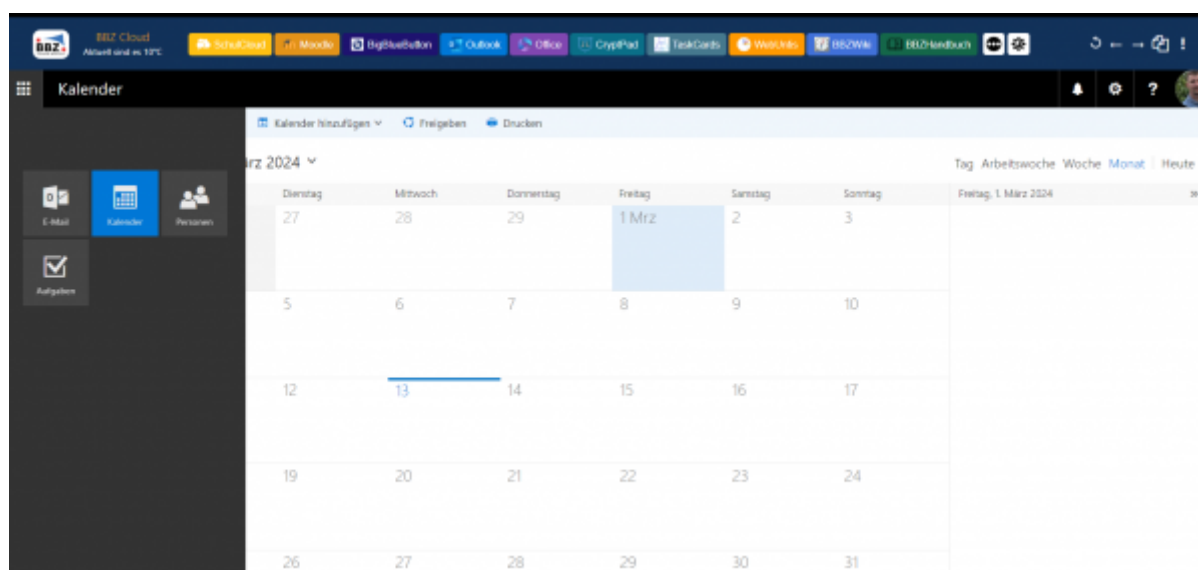 BBZ BBZ Cloud
Aktuell sind es 10°C
SchulCloud Moodle BigBlueButton Outlook Office CryptPad TaskCards WebUntis BBZWiki BBZHandbuch
Kalender ?
Kalender hinzufügen Freigeben Drucken
rz 2024 Tag Arbeitswoche Woche Monat Heute
Dienstag Mittwoch Donnerstag Freitag Samstag Sonntag Freitag, 1. März 2024
27 28 29 1 Mrz 2 3
E-Mail Kalender Personen
Aufgaben
5 6 7 8 9 10
12 13 14 15 16 17
19 20 21 22 23 24
26 27 28 29 30 31